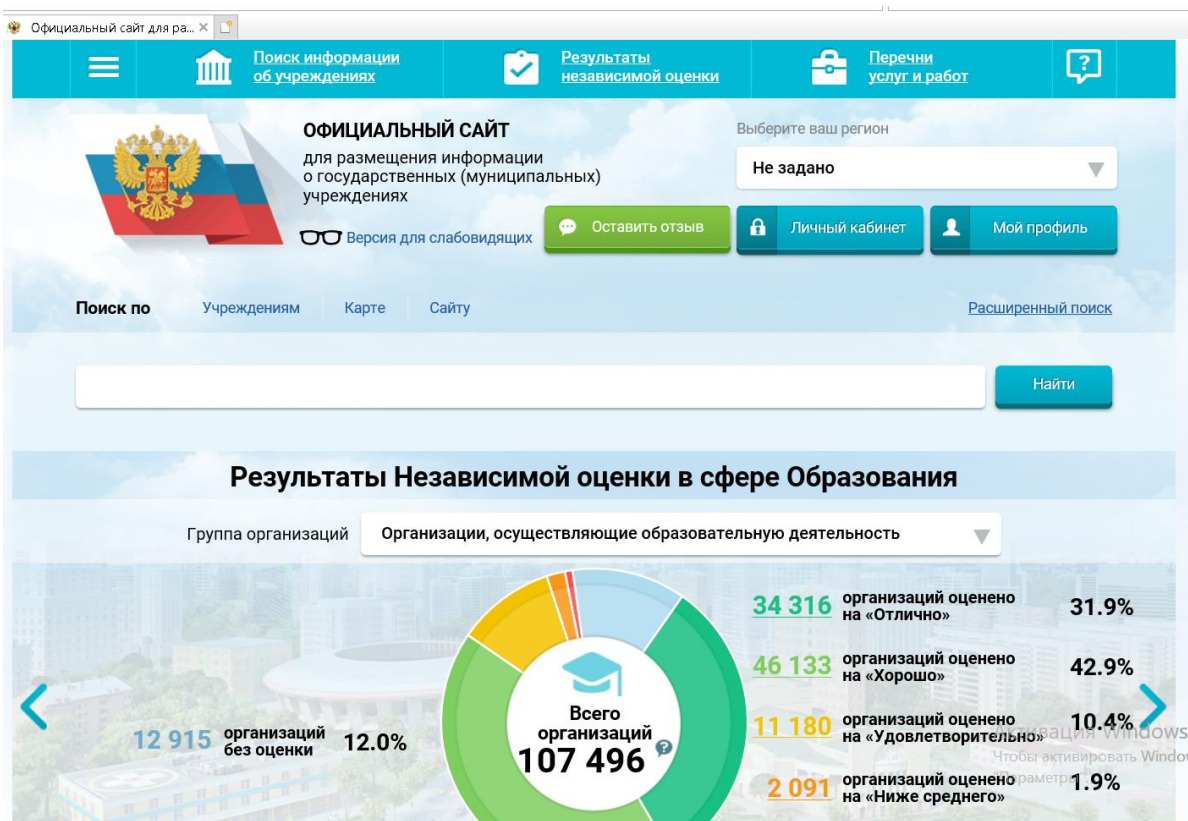 Официальный сайт для ра...
Поиск информации
об учреждениях
Результаты
независимой оценки
Перечни
услуг и работ
?
ОФИЦИАЛЬНЫЙ САЙТ
для размещения информации
о государственных (муниципальных)
учреждениях
Версия для слабовидящих
Выберите ваш регион
Не задано
Оставить отзыв
Личный кабинет
Мой профиль
Поиск по
Учреждениям
Карте
Сайту
Расширенный поиск
Найти
Результаты Независимой оценки в сфере Образования
Группа организаций
Организации, осуществляющие образовательную деятельность
34 316 организаций оценено на «Отлично» 31.9%
46 133 организаций оценено на «Хорошо» 42.9%
11 180 организаций оценено на «Удовлетворительно» 10.4%
2 091 организаций оценено на «Ниже среднего» 1.9%
12 915 организаций без оценки 12.0%
Всего
организаций
107 496 ?
Активация Windows
Чтобы активировать Windo